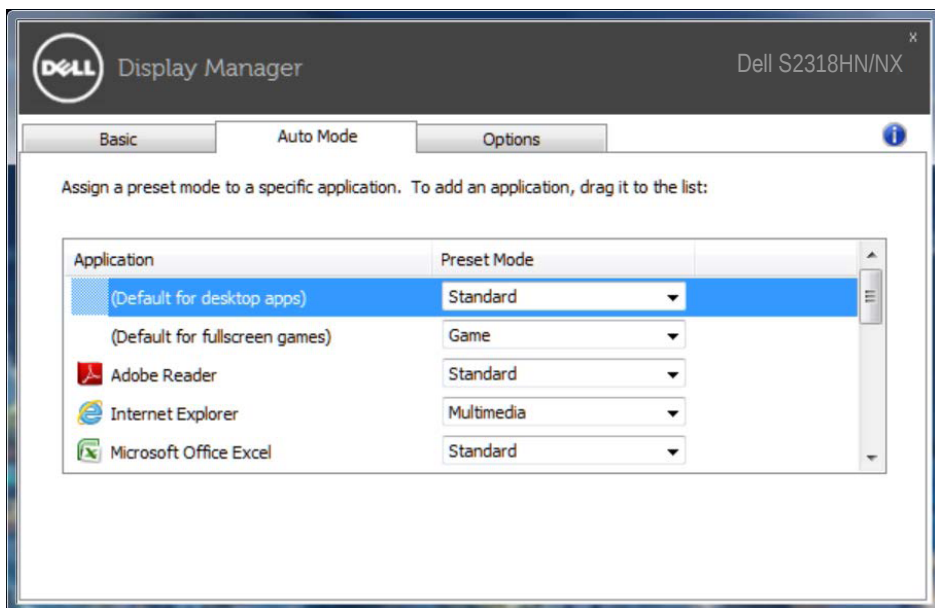 DELL Display Manager Dell S2318HN/NX x
Basic Auto Mode Options i
Assign a preset mode to a specific application. To add an application, drag it to the list:
Application Preset Mode
(Default for desktop apps) Standard
(Default for fullscreen games) Game
Adobe Reader Standard
Internet Explorer Multimedia
Microsoft Office Excel Standard